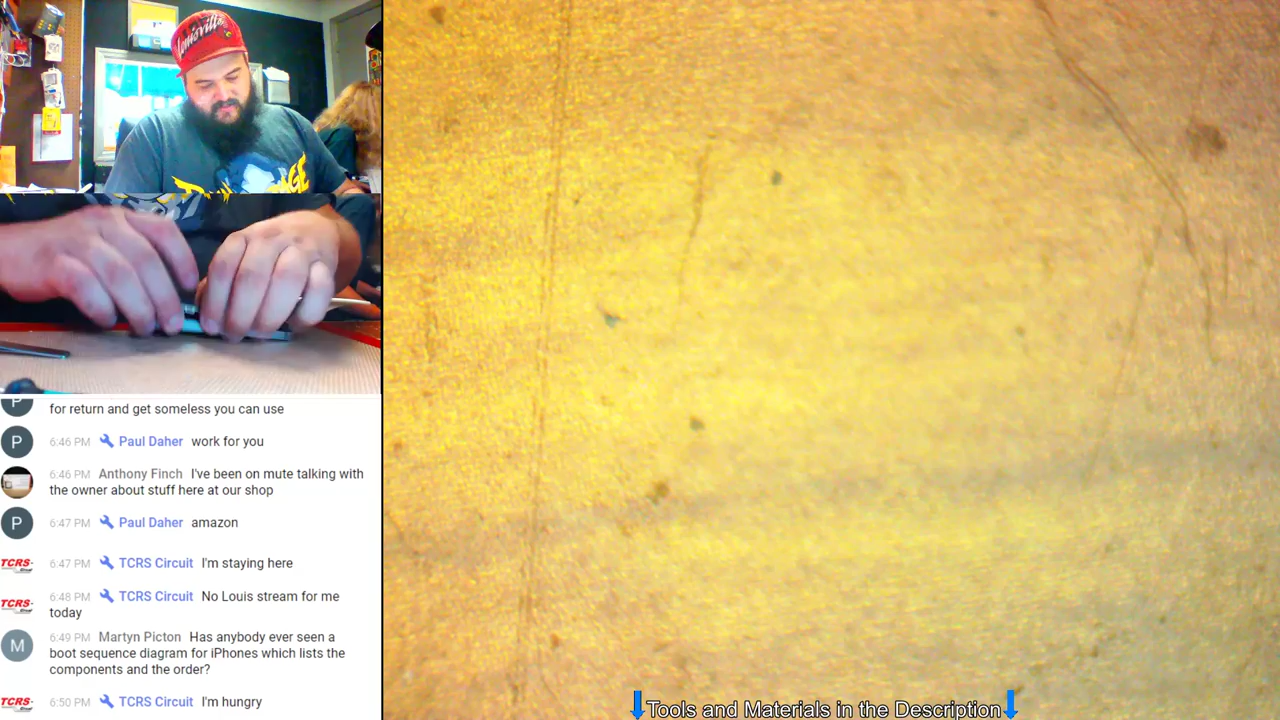 Louisville
for return and get someless you can use
P
6:46 PM Paul Daher work for you
6:46 PM Anthony Finch I've been on mute talking with
the owner about stuff here at our shop
P
6:47 PM Paul Daher amazon
TCRS-
6:47 PM TCRS Circuit I'm staying here
TCRS-
6:48 PM TCRS Circuit No Louis stream for me
today
M
6:49 PM Martyn Picton Has anybody ever seen a
boot sequence diagram for iPhones which lists the
components and the order?
TCRS-
6:50 PM TCRS Circuit I'm hungry
Tools and Materials in the Description